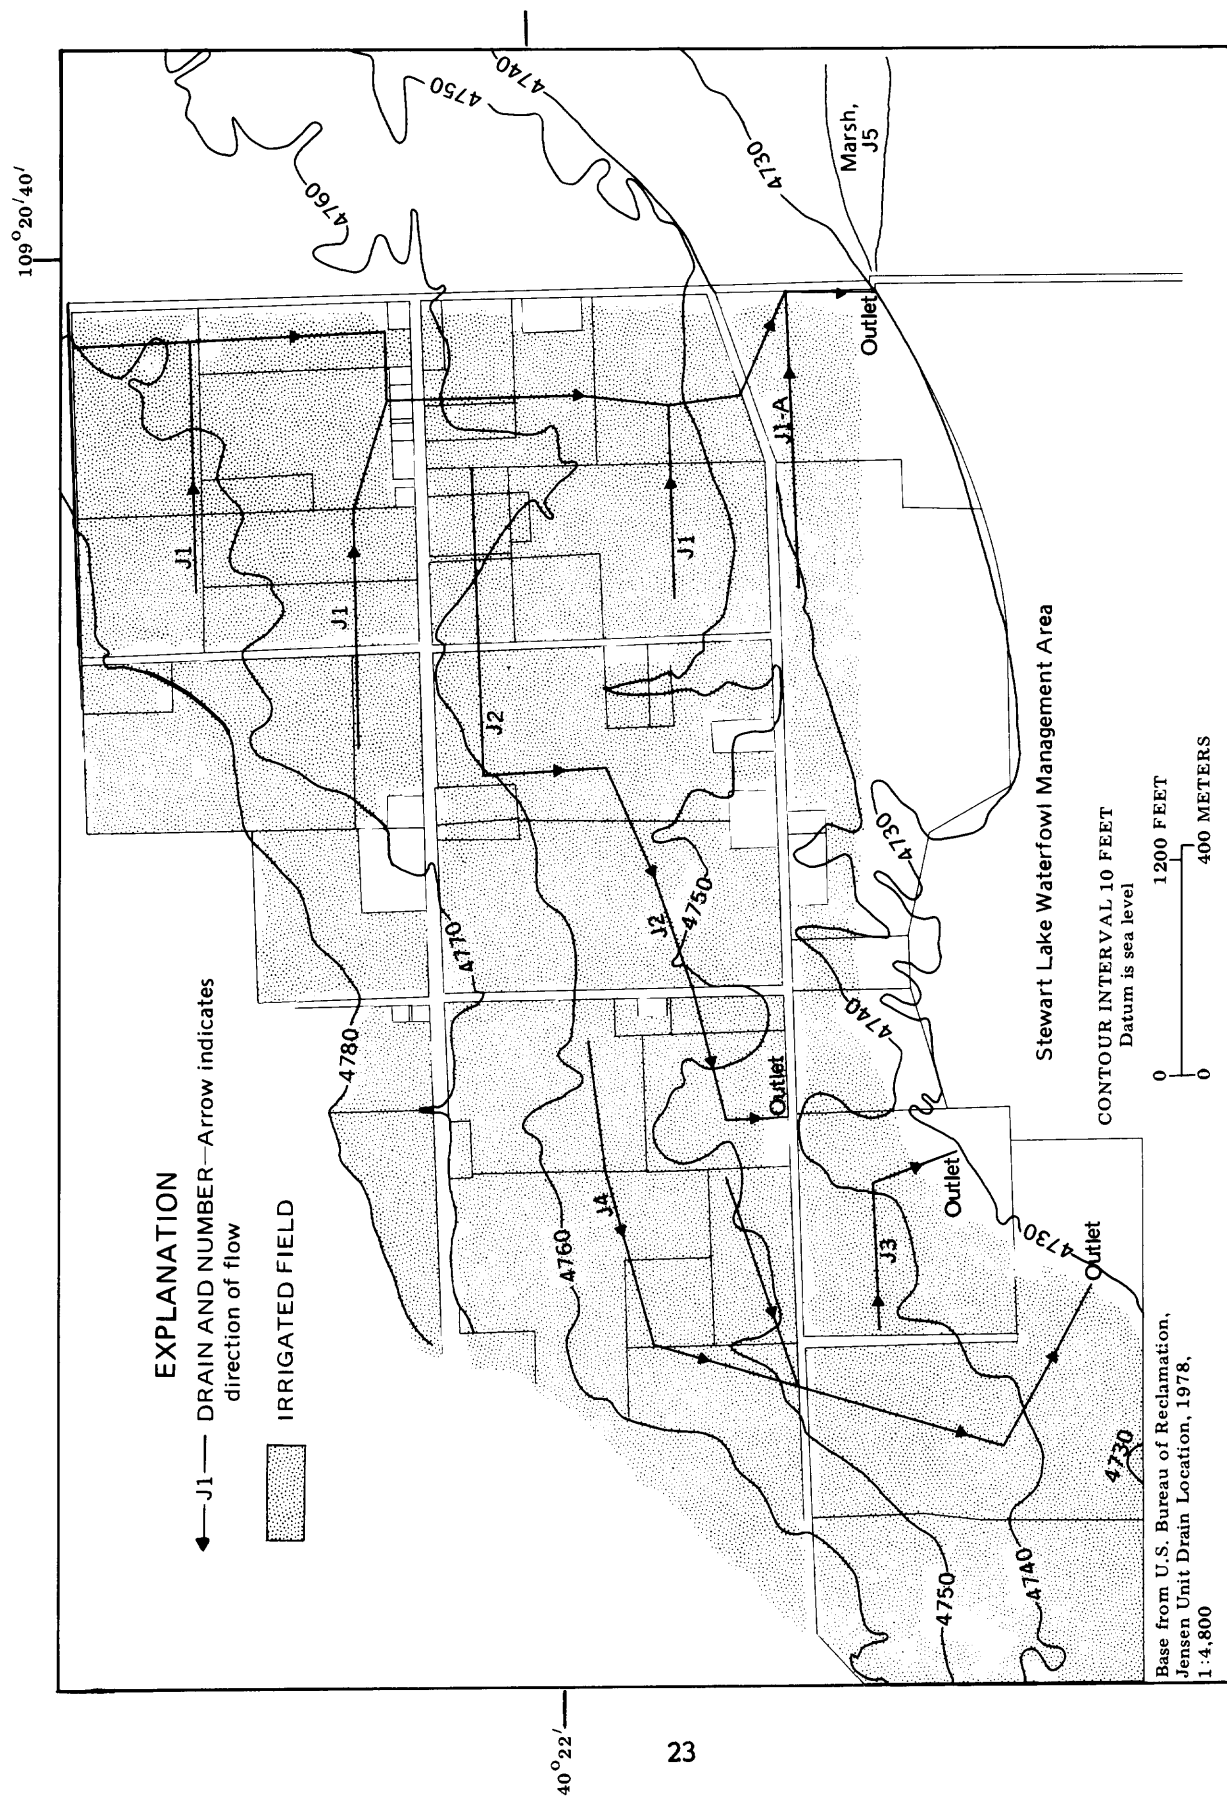 EXPLANATION
J1 DRAIN AND NUMBER—Arrow indicates
direction of flow
IRRIGATED FIELD
109°20'40'
40°22'
4780
4770
4760
4760
4750
4740
4730
J1
J1
J1
J1-A
J2
J2
J3
J4
4750
4750
4740
4740
4730
4730
4730
Marsh,
J5
Outlet
Outlet
Outlet
Outlet
Stewart Lake Waterfowl Management Area
CONTOUR INTERVAL 10 FEET
Datum is sea level
0 1200 FEET
0 400 METERS
Base from U.S. Bureau of Reclamation,
Jensen Unit Drain Location, 1978,
1:4,800
23